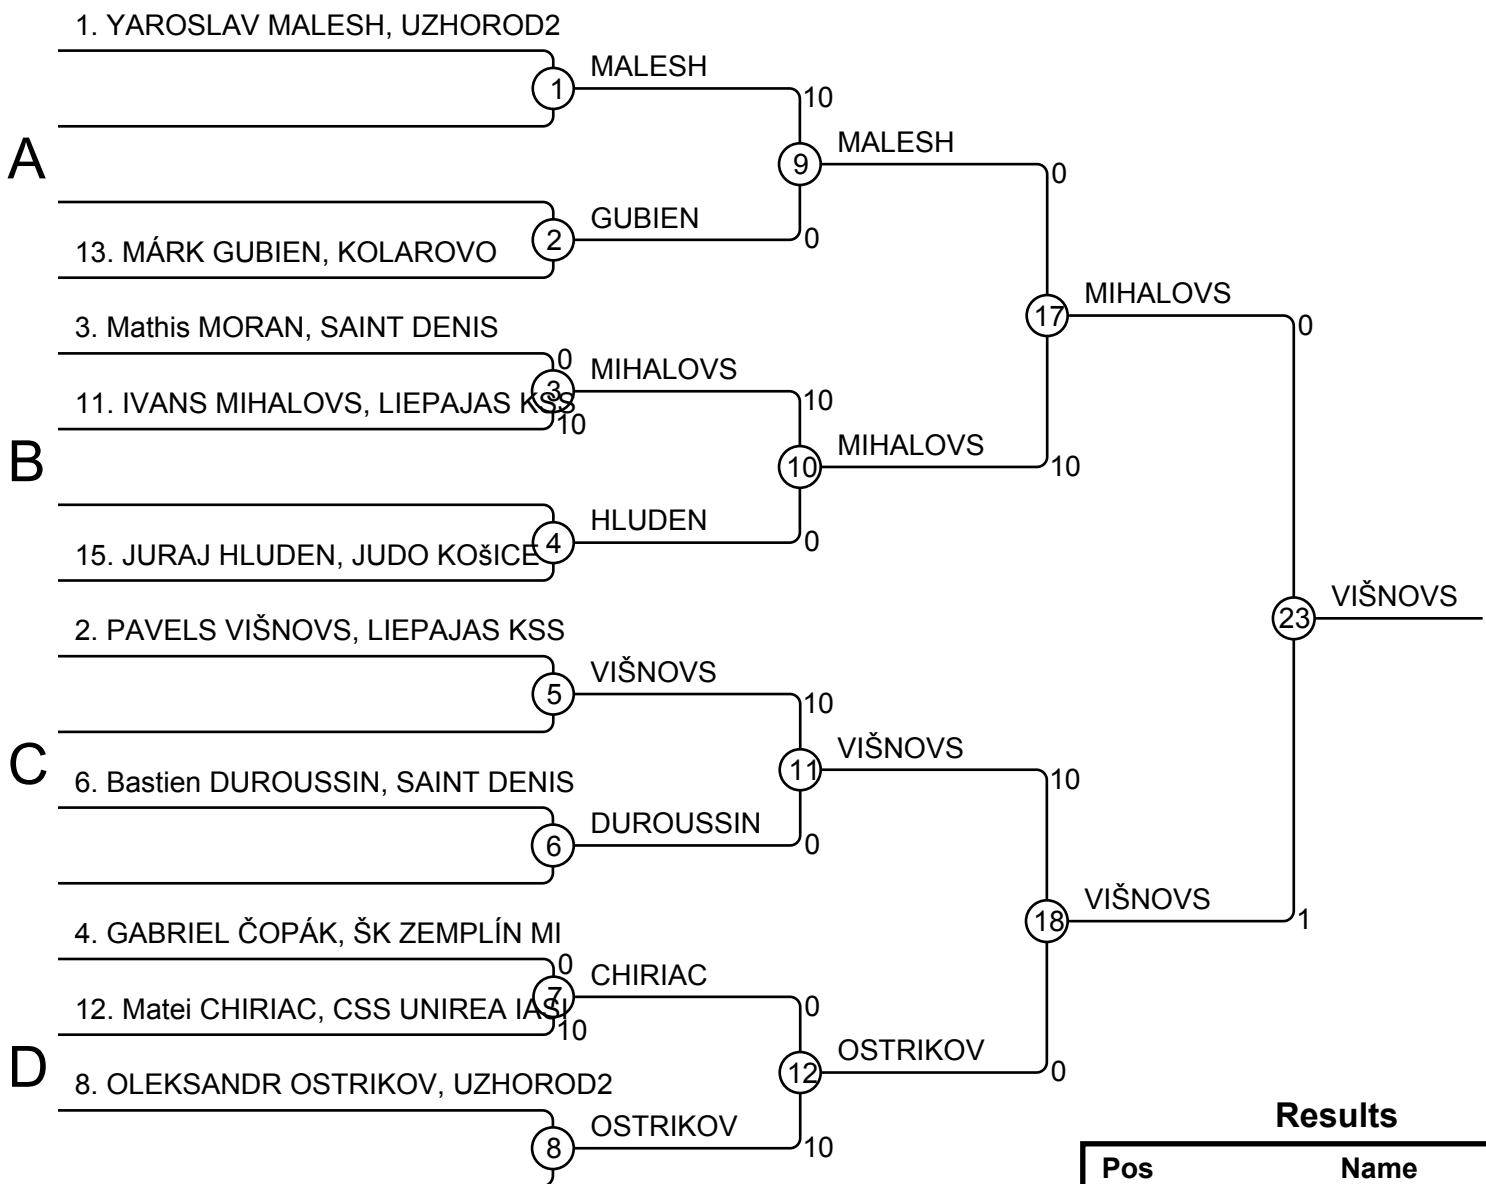 1. YAROSLAV MALESH, UZHOROD2
1
MALESH
10
A
9
MALESH
0
2
GUBIEN
0
13. MÁRK GUBIEN, KOLAROVO
17
MIHALOVS
0
3. Mathis MORAN, SAINT DENIS
0
3
MIHALOVS
10
11. IVANS MIHALOVS, LIEPAJAS KSS
10
B
10
MIHALOVS
10
4
HLUDEN
0
15. JURAJ HLUDEN, JUDO KOšICE
23
VIŠNOVS
2. PAVELS VIŠNOVS, LIEPAJAS KSS
5
VIŠNOVS
10
C
11
VIŠNOVS
10
6. Bastien DUROUSSIN, SAINT DENIS
6
DUROUSSIN
0
18
VIŠNOVS
1
4. GABRIEL ČOPÁK, ŠK ZEMPLÍN MI
0
7
CHIRIAC
0
12. Matei CHIRIAC, CSS UNIREA IASI
10
D
12
OSTRIKOV
0
8. OLEKSANDR OSTRIKOV, UZHOROD2
8
OSTRIKOV
10
Results
Pos Name